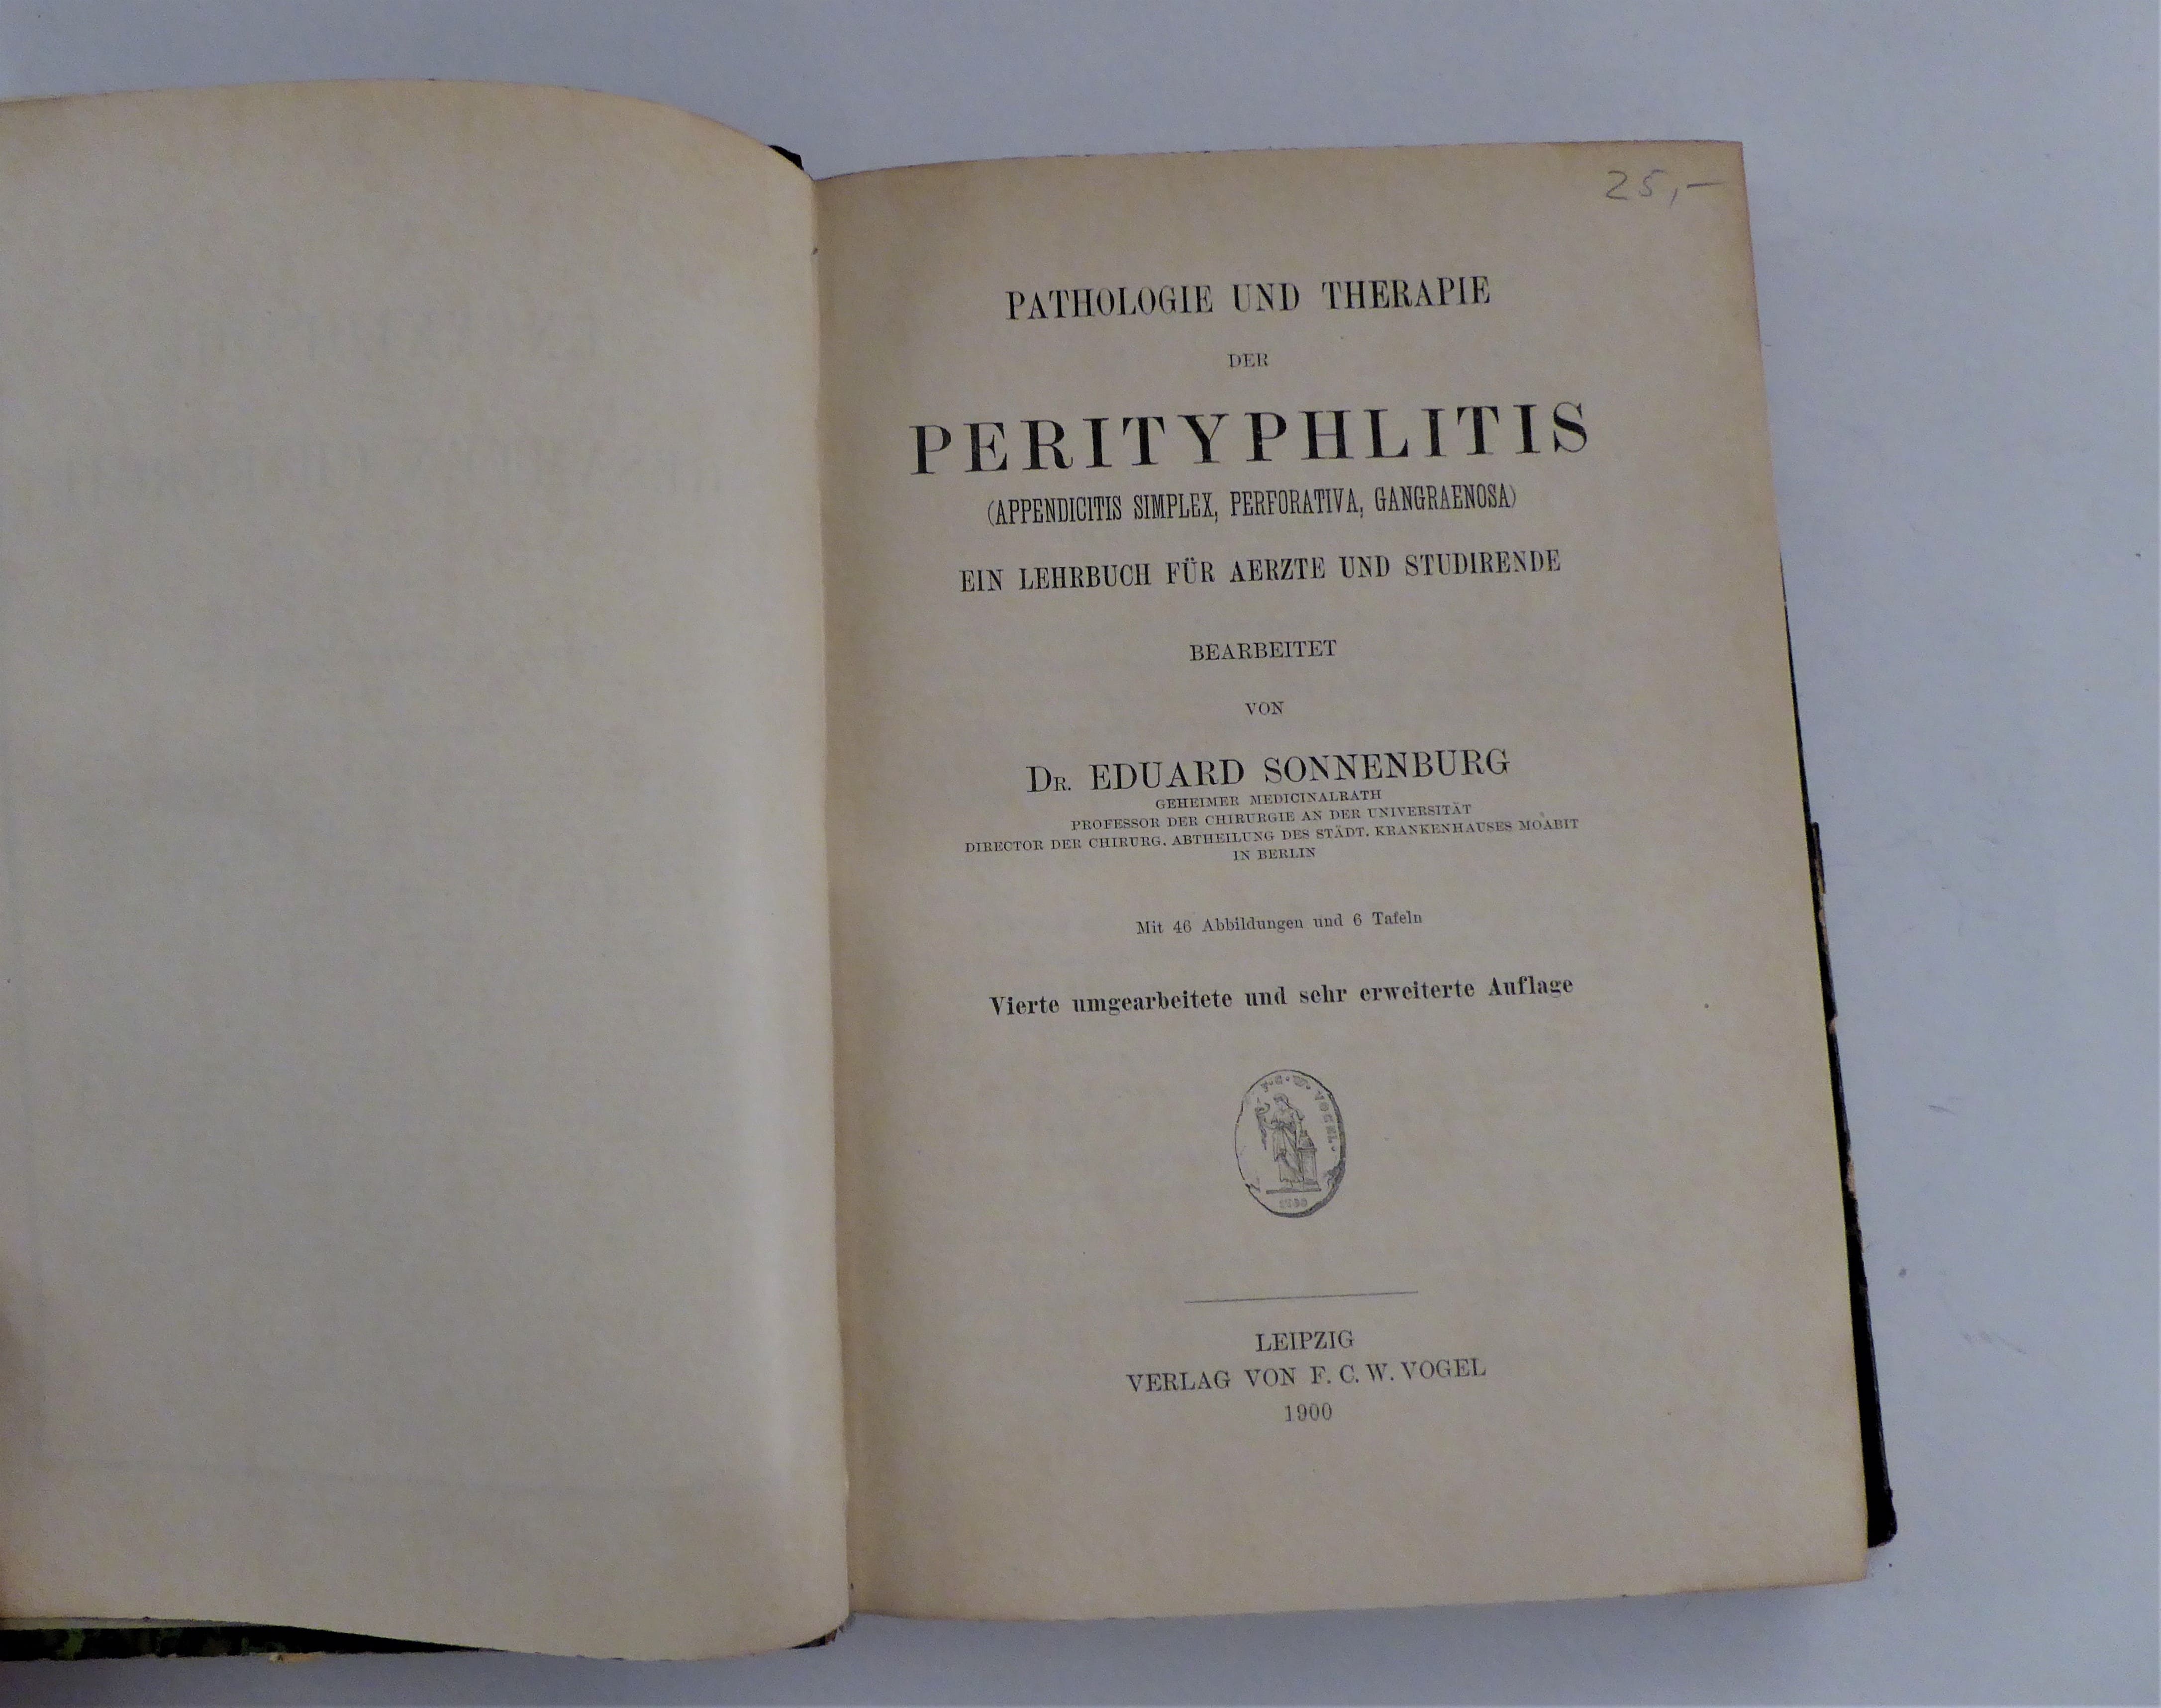 25,-
PATHOLOGIE UND THERAPIE
DER
PERITYPHLITIS
(APPENDICITIS SIMPLEX, PERFORATIVA, GANGRAENOSA)
EIN LEHRBUCH FÜR AERZTE UND STUDIRENDE
BEARBEITET
VON
DR. EDUARD SONNENBURG
GEHEIMER MEDICINALRATH
PROFESSOR DER CHIRURGIE AN DER UNIVERSITÄT
DIRECTOR DER CHIRURG. ABTHEILUNG DES STÄDT. KRANKENHAUSES MOABIT
IN BERLIN
Mit 46 Abbildungen und 6 Tafeln
Vierte umgearbeitete und sehr erweiterte Auflage
F. C. W. VOGEL.
LEIPZIG
VERLAG VON F. C. W. VOGEL
1900